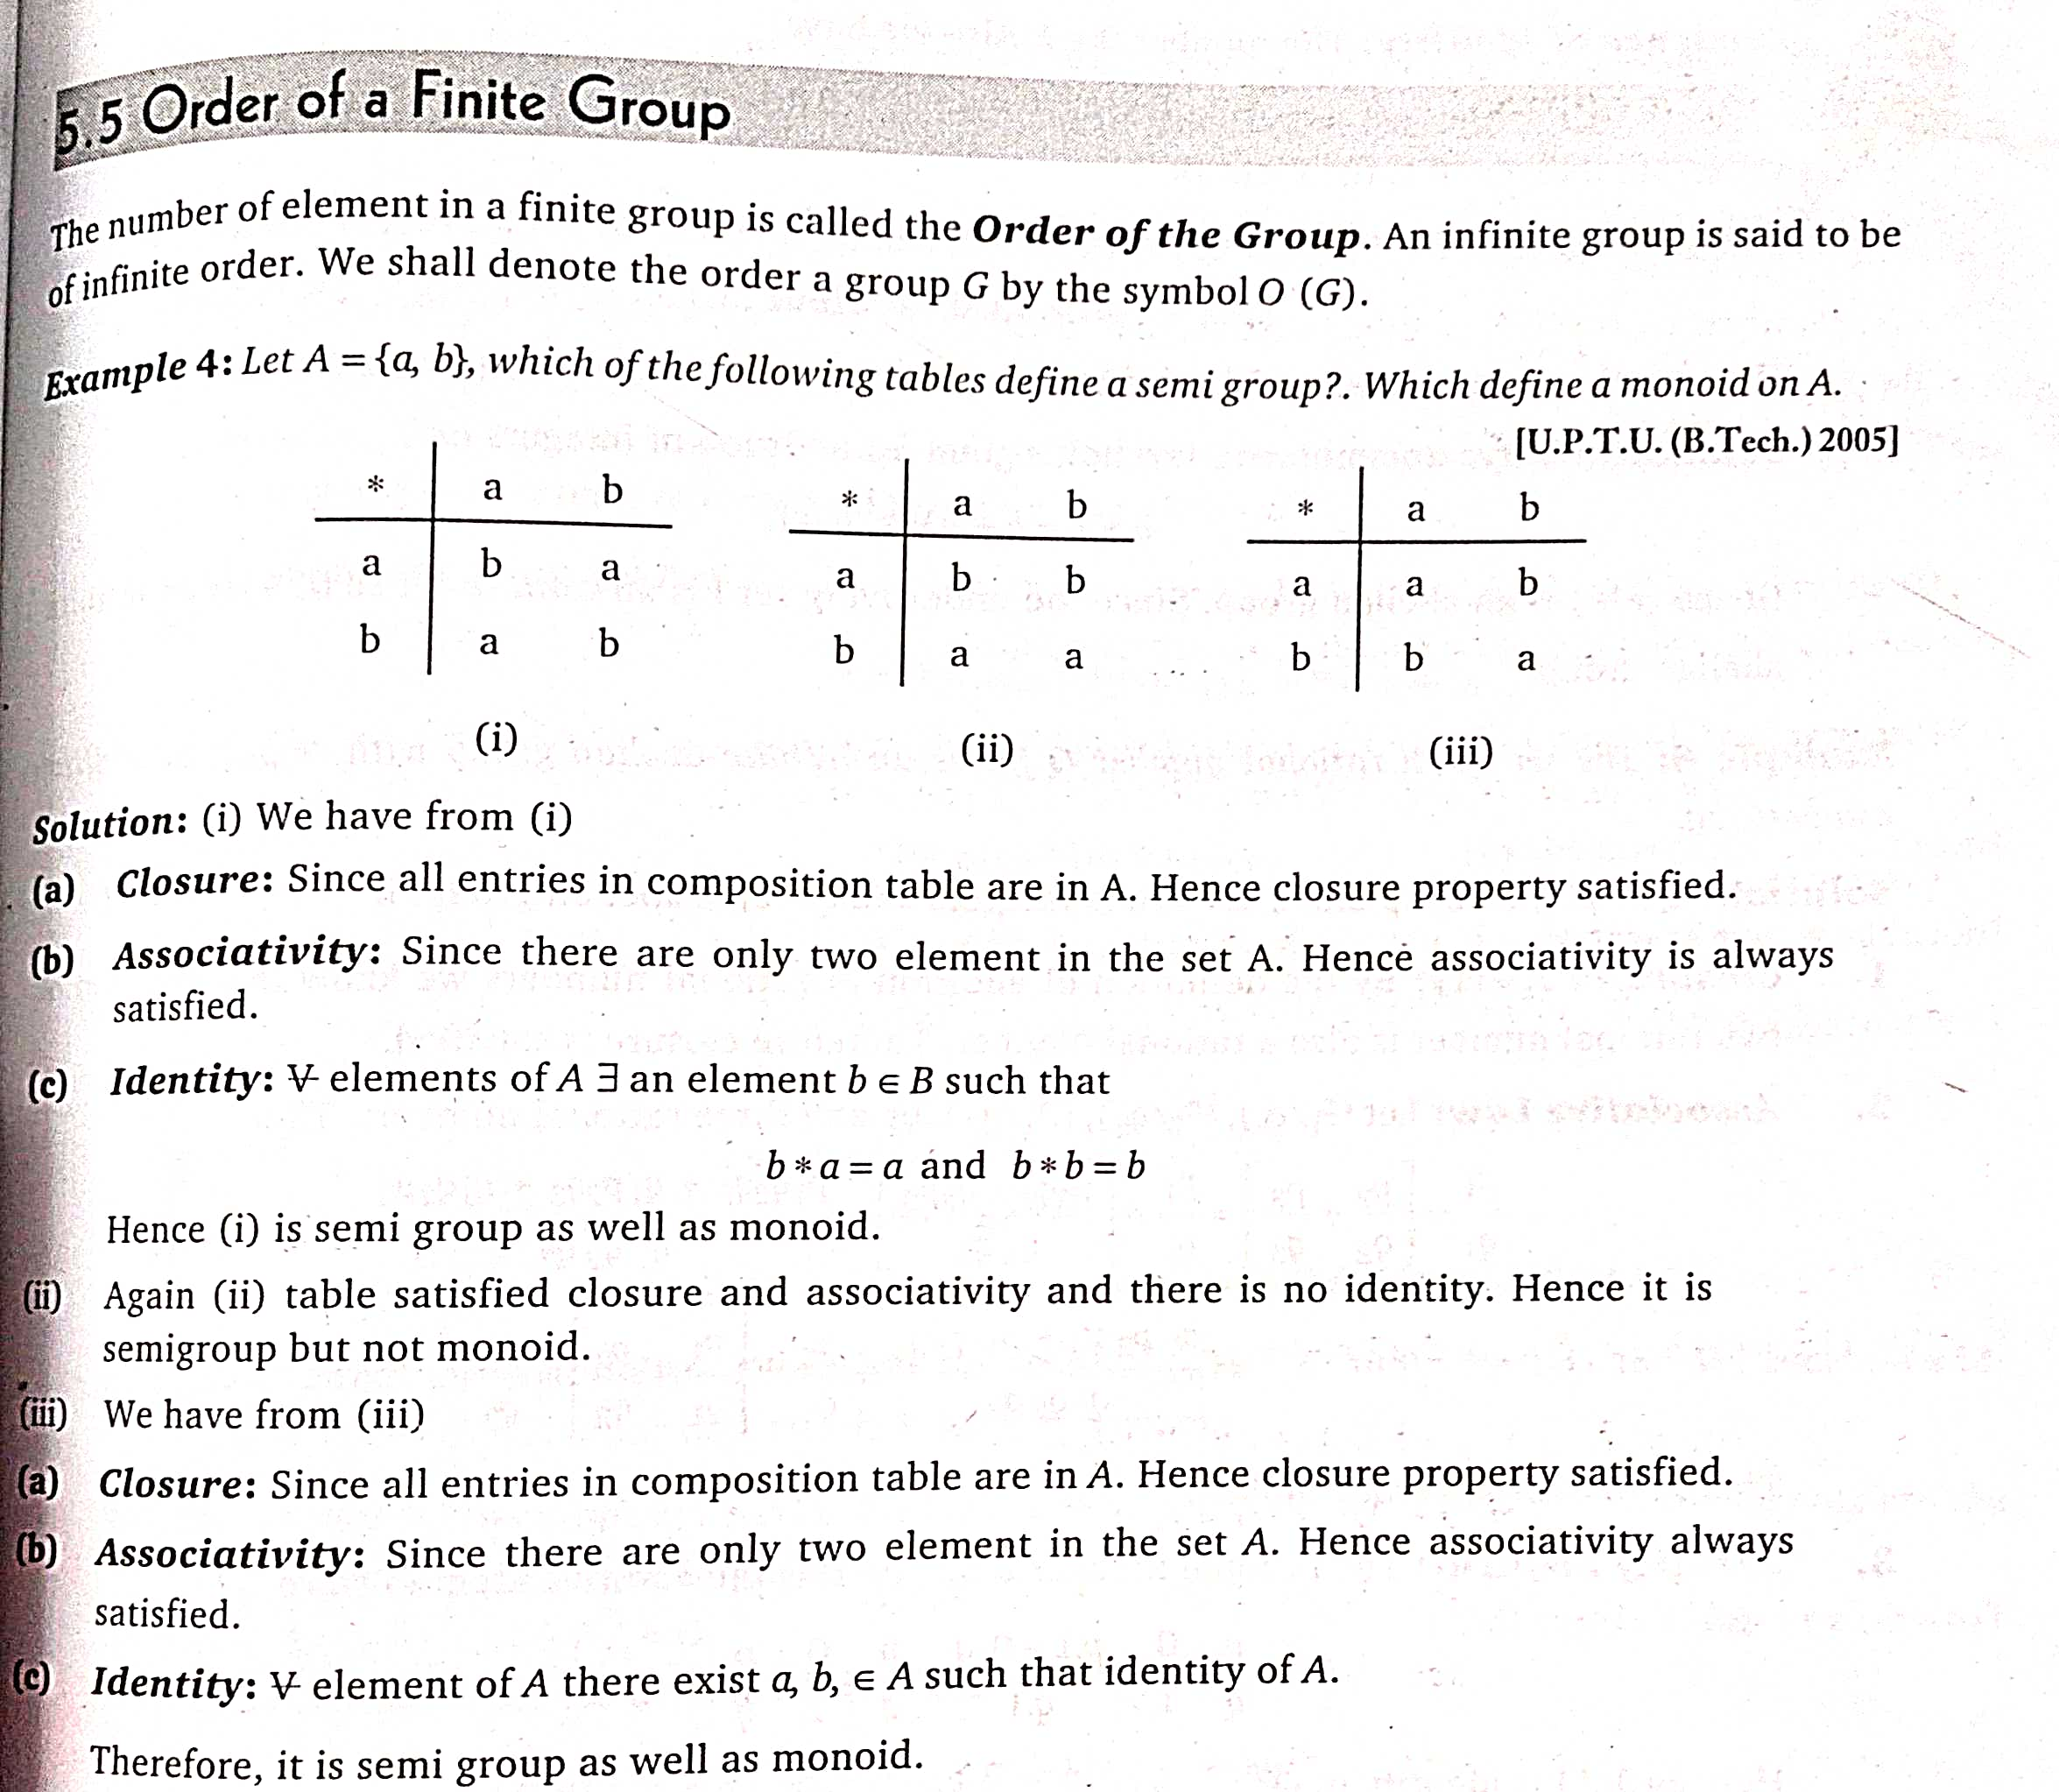 5.5 Order of a Finite Group
The number of element in a finite group is called the Order of the Group. An infinite group is said to be
of infinite order. We shall denote the order a group G by the symbol O (G).
Example 4: Let A = {a, b}, which of the following tables define a semi group?. Which define a monoid on A.
[U.P.T.U. (B.Tech.) 2005]
* a b * a b * a b
a b a a b b a a b
b a b b a a b b a
(i) (ii) (iii)
Solution: (i) We have from (i)
(a) Closure: Since all entries in composition table are in A. Hence closure property satisfied.
(b) Associativity: Since there are only two element in the set A. Hence associativity is always
satisfied.
(c) Identity: ∀ elements of A ∃ an element b ∈ B such that
b * a = a and b * b = b
Hence (i) is semi group as well as monoid.
(ii) Again (ii) table satisfied closure and associativity and there is no identity. Hence it is
semigroup but not monoid.
(iii) We have from (iii)
(a) Closure: Since all entries in composition table are in A. Hence closure property satisfied.
(b) Associativity: Since there are only two element in the set A. Hence associativity always
satisfied.
(c) Identity: ∀ element of A there exist a, b, ∈ A such that identity of A.
Therefore, it is semi group as well as monoid.